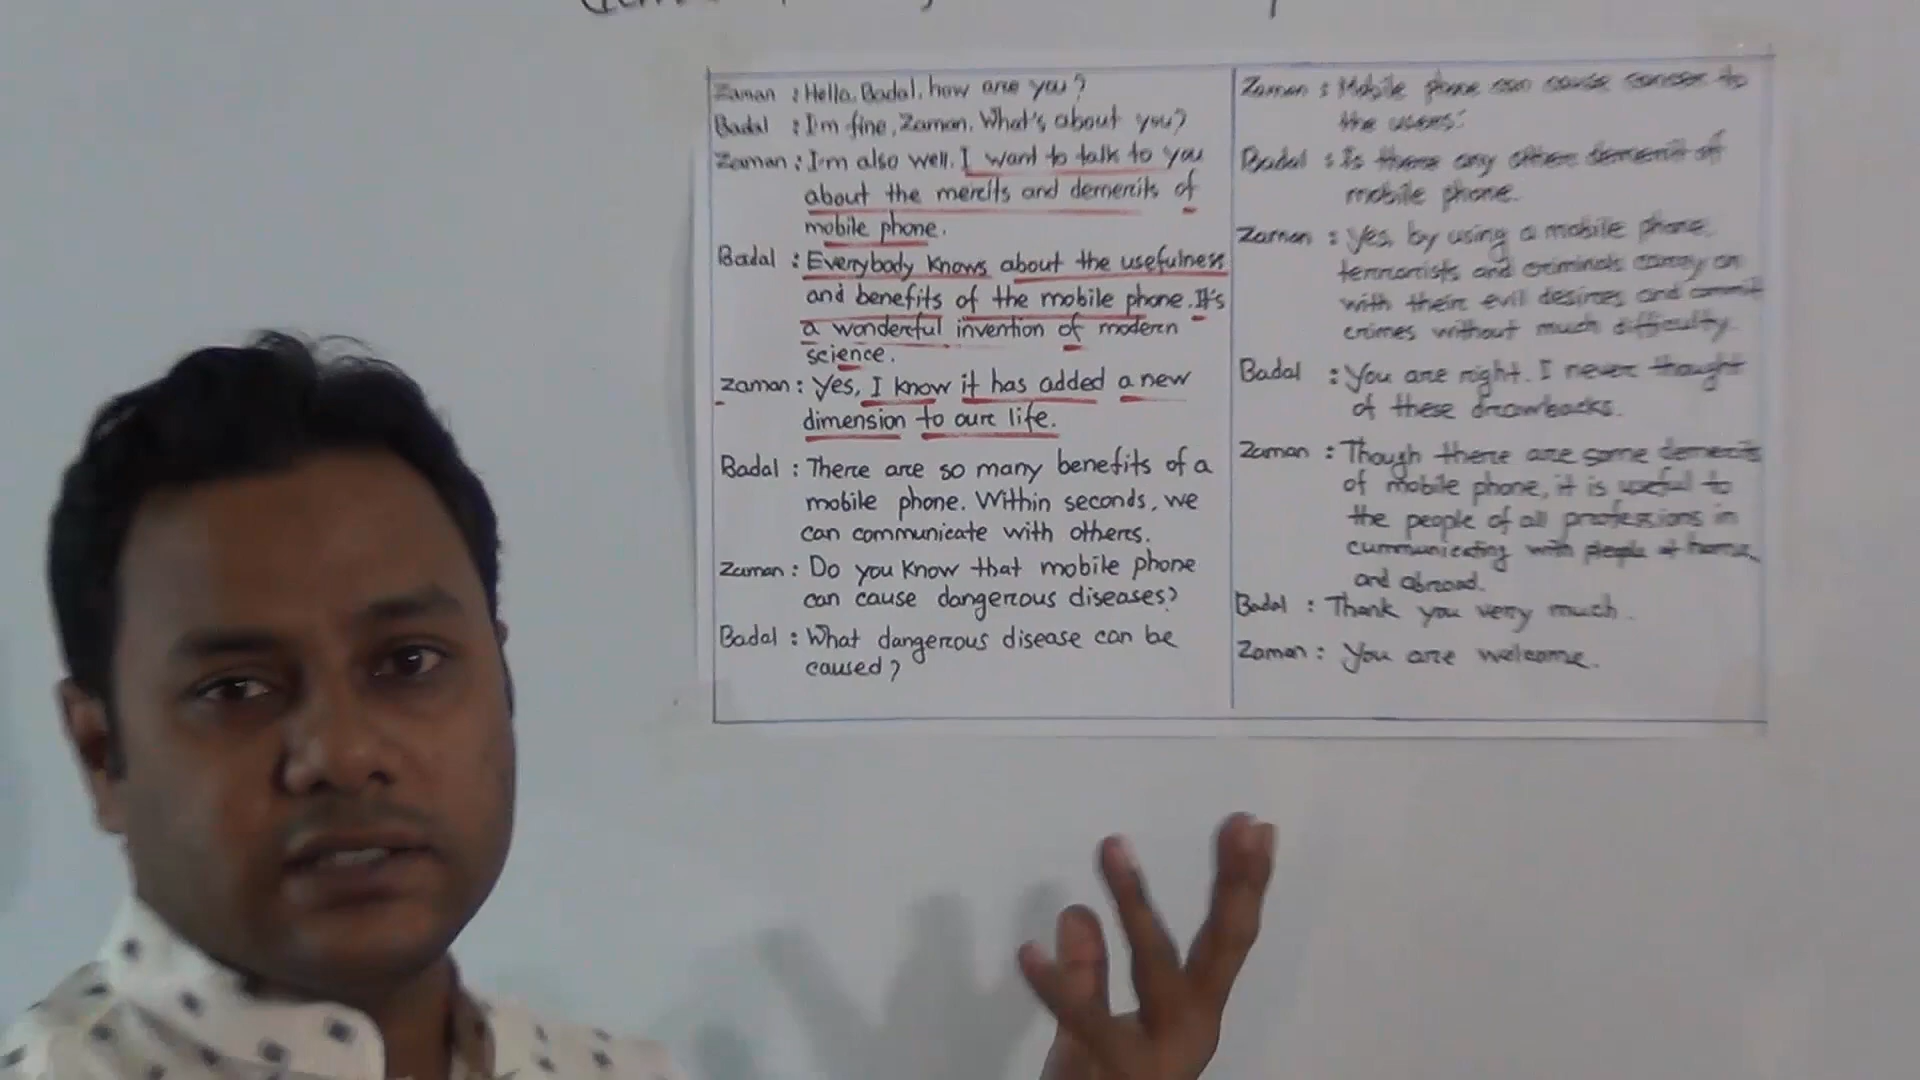 Zaman : Hello, Badal, how are you?
Badal : I'm fine, Zaman. What's about you?
Zaman : I'm also well. I want to talk to you
about the merits and demerits of
mobile phone.
Badal : Everybody knows about the usefulness
and benefits of the mobile phone. It's
a wonderful invention of modern
science.
Zaman : Yes, I know it has added a new
dimension to our life.
Badal : There are so many benefits of a
mobile phone. Within seconds, we
can communicate with others.
Zaman : Do you know that mobile phone
can cause dangerous diseases?
Badal : What dangerous disease can be
caused?
Zaman : Mobile phone can cause cancer to
the users.
Badal : Is there any other demerit of
mobile phone.
Zaman : Yes, by using a mobile phone,
terrorists and criminals carry on
with their evil desires and commit
crimes without much difficulty.
Badal : You are right. I never thought
of these drawbacks.
Zaman : Though there are some demerits
of mobile phone, it is useful to
the people of all professions in
cummunicating with people at home
and abroad.
Badal : Thank you very much.
Zaman : You are welcome.